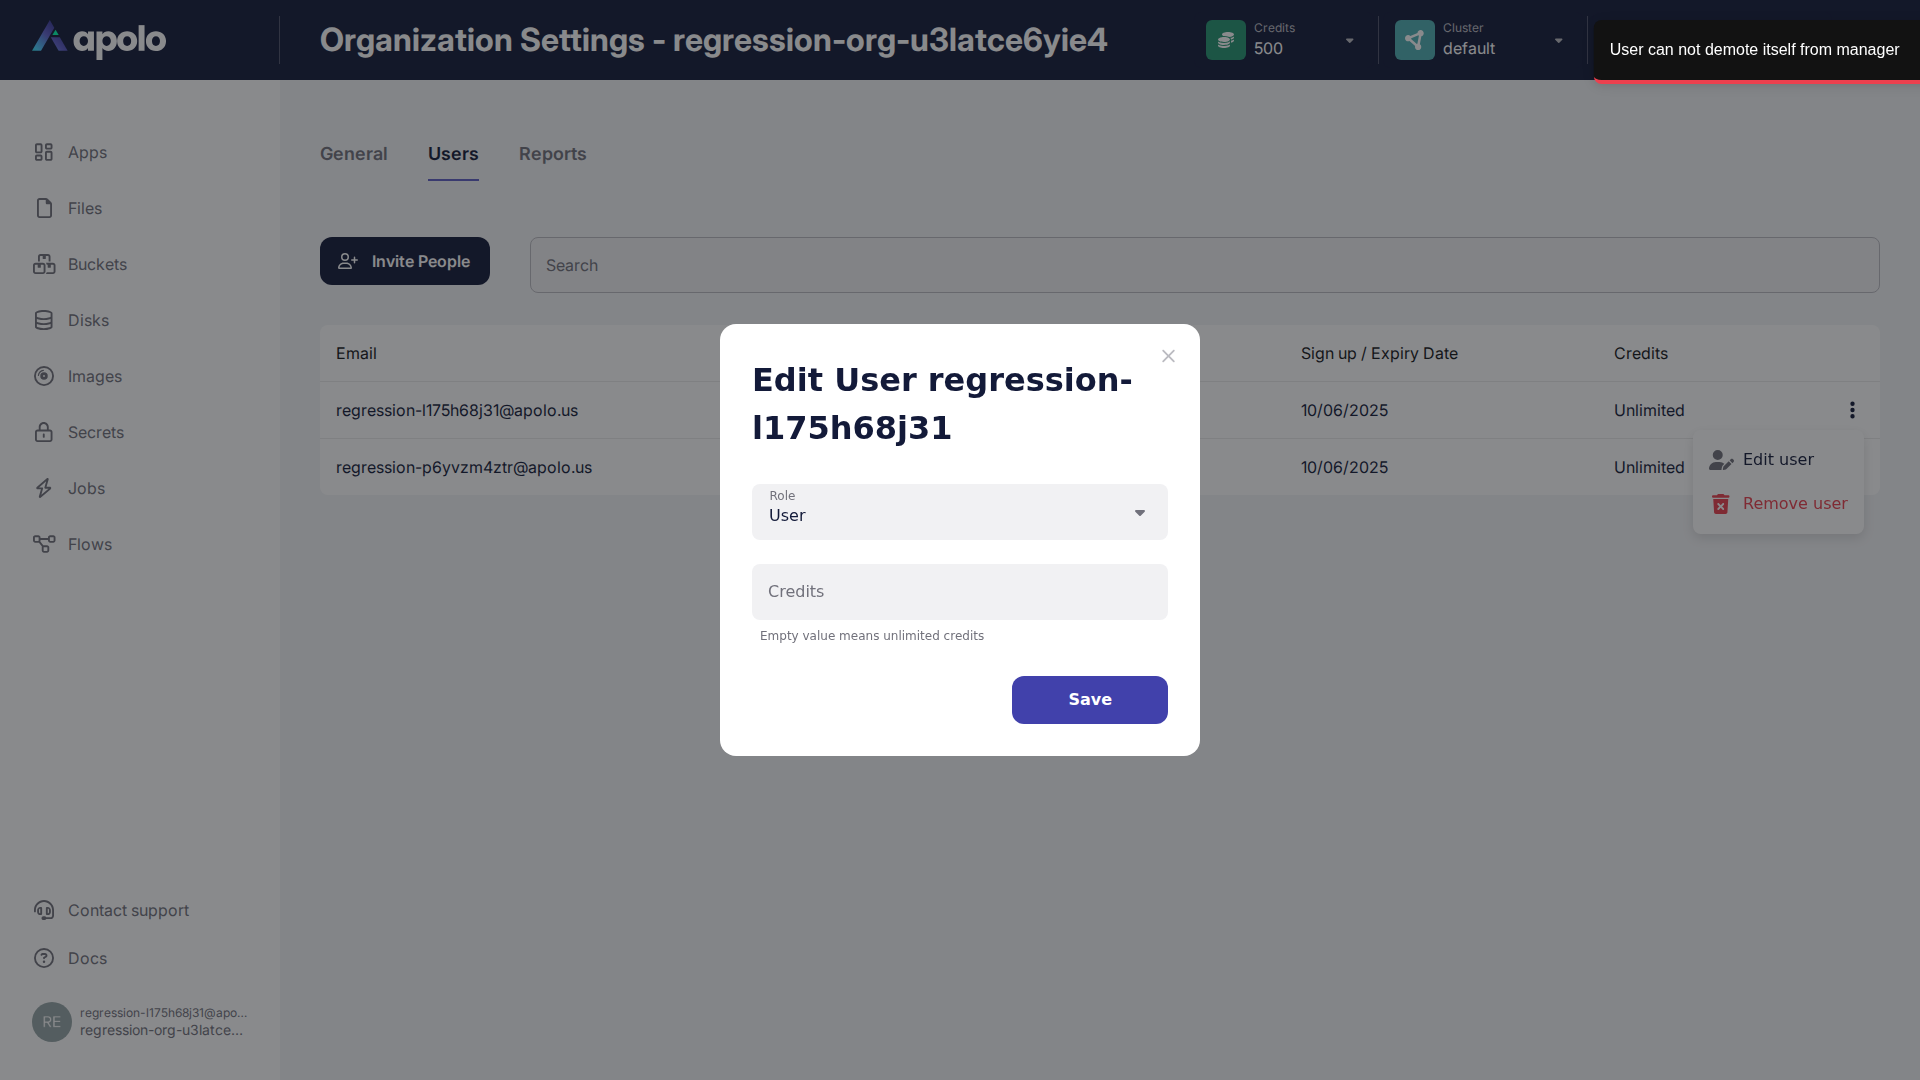 apolo
Organization Settings - regression-org-u3latce6yie4
Credits
500
Cluster
default
User can not demote itself from manager
Apps
Files
Buckets
Disks
Images
Secrets
Jobs
Flows
Contact support
Docs
RE
regression-l175h68j31@apo...
regression-org-u3latce...
General
Users
Reports
Invite People
Search
Email
Sign up / Expiry Date
Credits
regression-l175h68j31@apolo.us
10/06/2025
Unlimited
regression-p6yvzm4ztr@apolo.us
10/06/2025
Unlimited
Edit user
Remove user
Edit User regression-
l175h68j31
Role
User
Credits
Empty value means unlimited credits
Save